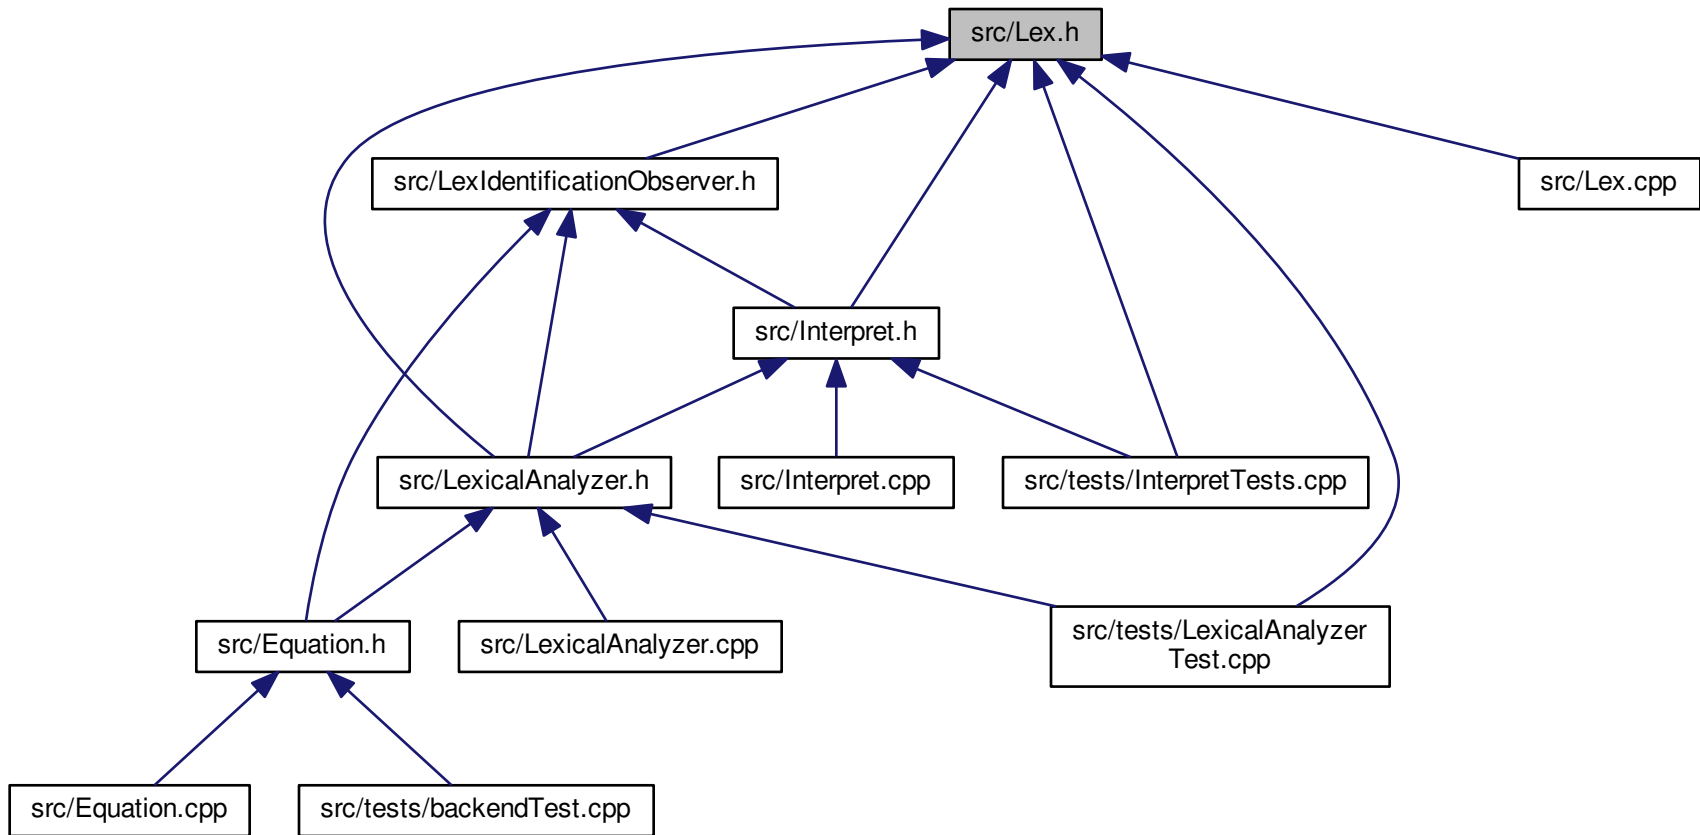 src/Lex.h
src/LexIdentificationObserver.h
src/Lex.cpp
src/Interpret.h
src/LexicalAnalyzer.h
src/Interpret.cpp
src/tests/InterpretTests.cpp
src/Equation.h
src/LexicalAnalyzer.cpp
src/tests/LexicalAnalyzer
Test.cpp
src/Equation.cpp
src/tests/backendTest.cpp